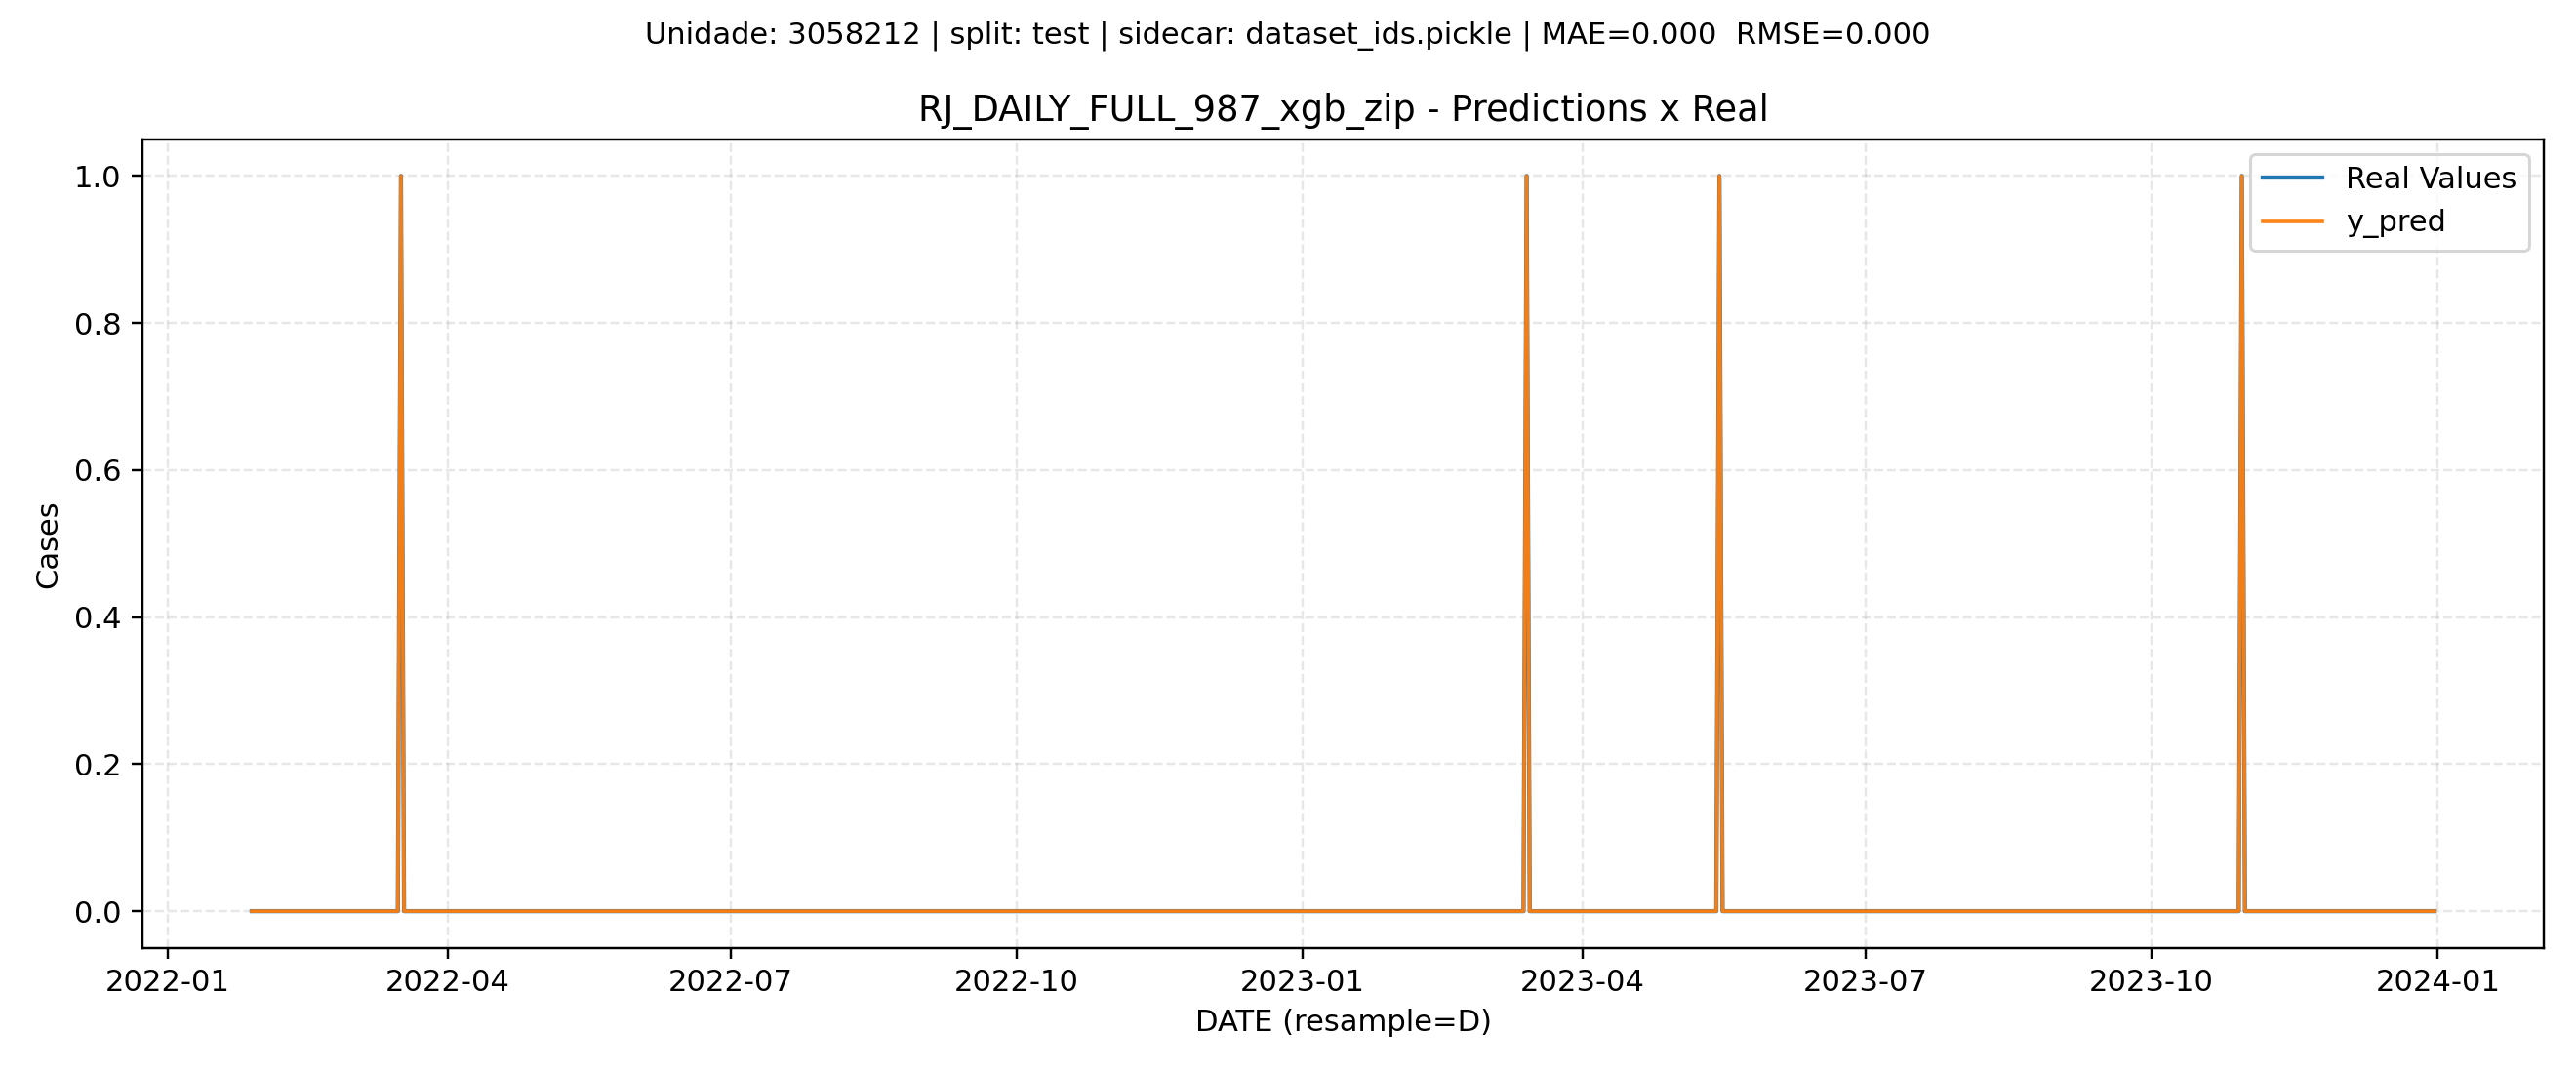 Unidade: 3058212 | split: test | sidecar: dataset_ids.pickle | MAE=0.000  RMSE=0.000
RJ_DAILY_FULL_987_xgb_zip - Predictions x Real
Real Values
y_pred
Cases
1.0
0.8
0.6
0.4
0.2
0.0
2022-01
2022-04
2022-07
2022-10
2023-01
2023-04
2023-07
2023-10
2024-01
DATE (resample=D)